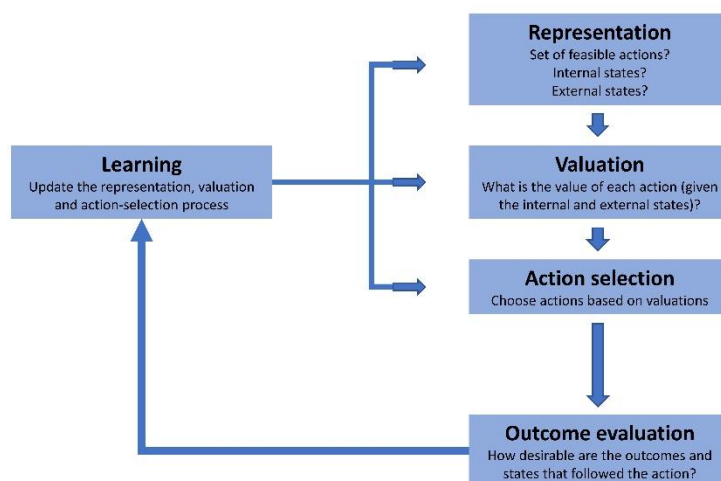 Representation
Set of feasible actions?
Internal states?
External states?
Learning
Update the representation, valuation
and action-selection process
Valuation
What is the value of each action (given
the internal and external states)?
Action selection
Choose actions based on valuations
Outcome evaluation
How desirable are the outcomes and
states that followed the action?